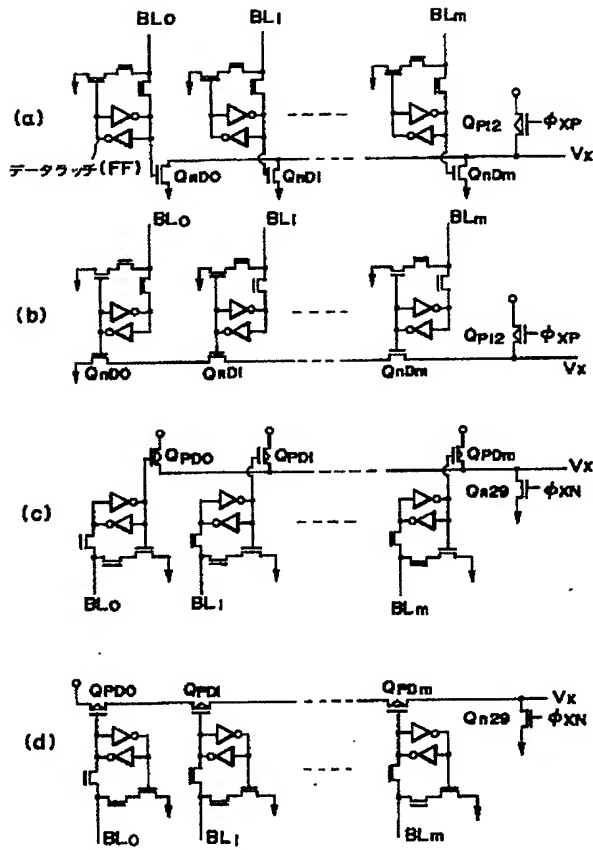 BL0 BL1 BLm
(a)
QP12 φXP
Vx
データラッチ(FF)
QnD0 QnD1 QnDm
BL0 BL1 BLm
(b)
QP12 φXP
QnD0 QnD1 QnDm Vx
QPD0 QPD1 QPDm
Vx
(c)
Qn29 φXN
BL0 BL1 BLm
QPD0 QPD1 QPDm
Vx
Qn29 φXN
(d)
BL0 BL1 BLm